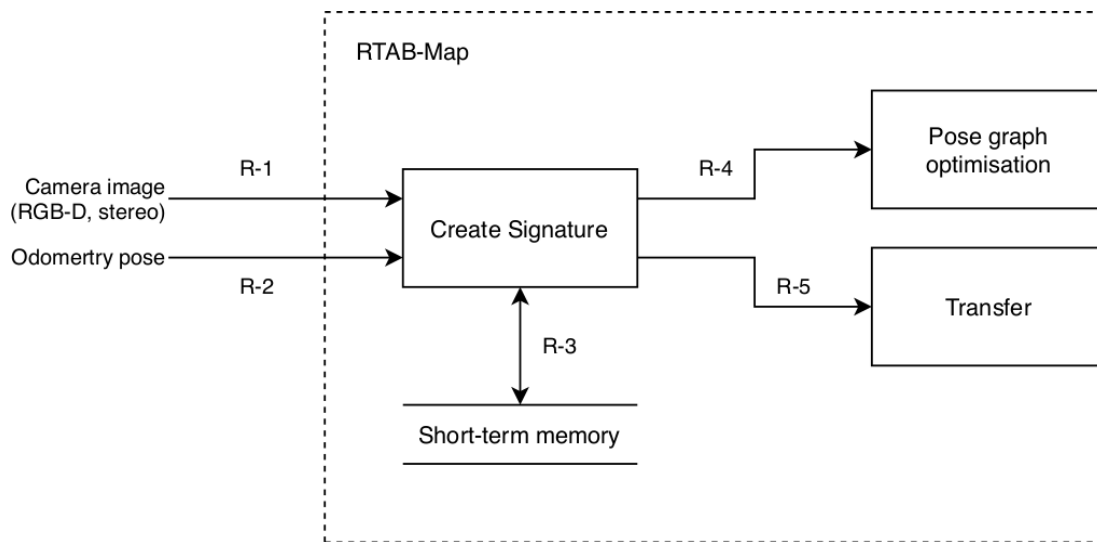 RTAB-Map
R-1
Camera image
(RGB-D, stereo)
Odomertry pose
R-2
Create Signature
R-3
Short-term memory
R-4
Pose graph
optimisation
R-5
Transfer